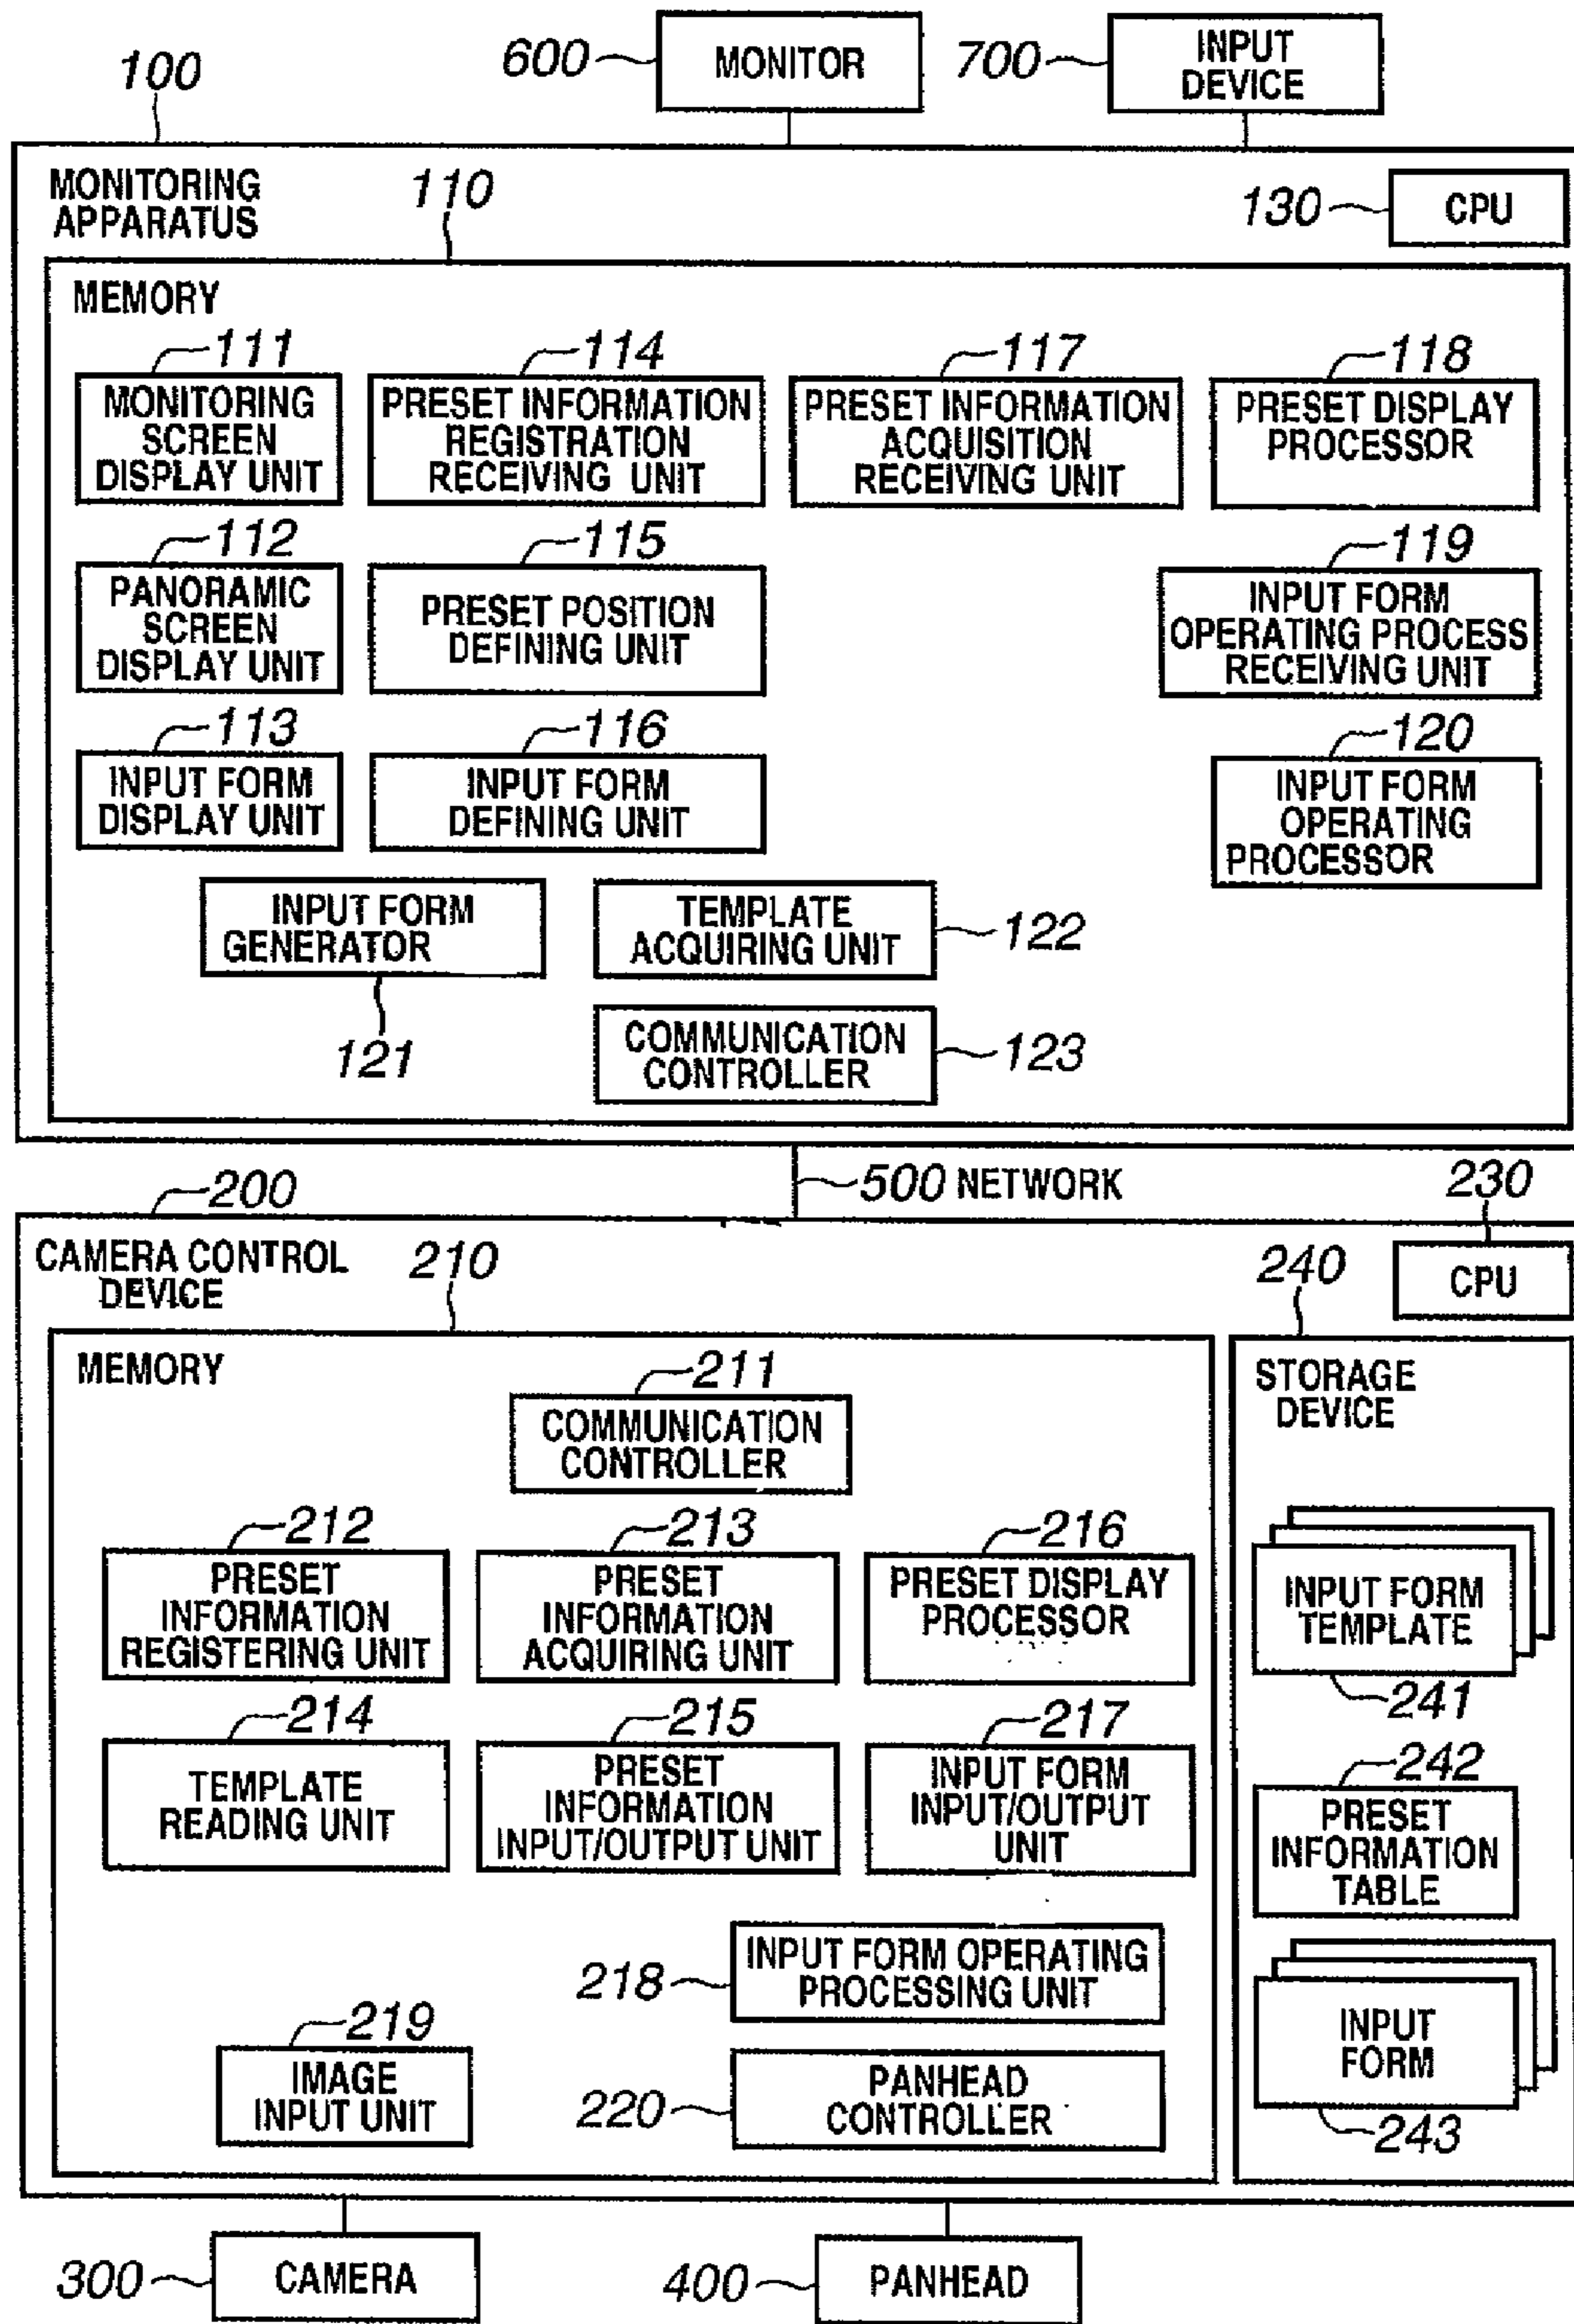 600
MONITOR
700
INPUT
DEVICE
100
MONITORING
APPARATUS
110
130
CPU
MEMORY
111
MONITORING
SCREEN
DISPLAY UNIT
114
PRESET INFORMATION
REGISTRATION
RECEIVING UNIT
117
PRESET INFORMATION
ACQUISITION
RECEIVING UNIT
118
PRESET DISPLAY
PROCESSOR
112
PANORAMIC
SCREEN
DISPLAY UNIT
115
PRESET POSITION
DEFINING UNIT
119
INPUT FORM
OPERATING PROCESS
RECEIVING UNIT
113
INPUT FORM
DISPLAY UNIT
116
INPUT FORM
DEFINING UNIT
120
INPUT FORM
OPERATING
PROCESSOR
INPUT FORM
GENERATOR
121
TEMPLATE
ACQUIRING UNIT
122
COMMUNICATION
CONTROLLER
123
500 NETWORK
200
CAMERA CONTROL
DEVICE
210
230
CPU
240
MEMORY
211
COMMUNICATION
CONTROLLER
212
PRESET
INFORMATION
REGISTERING UNIT
213
PRESET
INFORMATION
ACQUIRING UNIT
216
PRESET DISPLAY
PROCESSOR
214
TEMPLATE
READING UNIT
215
PRESET
INFORMATION
INPUT/OUTPUT UNIT
217
INPUT FORM
INPUT/OUTPUT
UNIT
218
INPUT FORM OPERATING
PROCESSING UNIT
219
IMAGE
INPUT UNIT
220
PANHEAD
CONTROLLER
STORAGE
DEVICE
INPUT FORM
TEMPLATE
241
242
PRESET
INFORMATION
TABLE
INPUT
FORM
243
300
CAMERA
400
PANHEAD